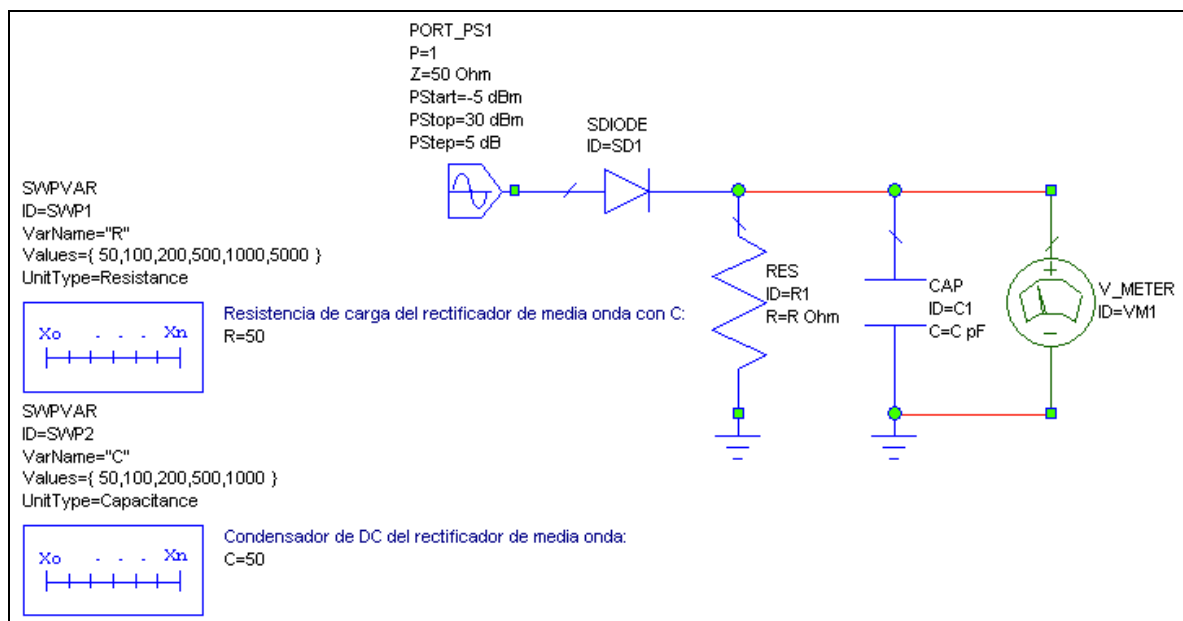 PORT_PS1
P=1
Z=50 Ohm
PStart=-5 dBm
PStop=30 dBm
PStep=5 dB
SDIODE
ID=SD1
SWPVAR
ID=SWP1
VarName="R"
Values={ 50,100,200,500,1000,5000 }
UnitType=Resistance
Xo . . . Xn
Resistencia de carga del rectificador de media onda con C:
R=50
RES
ID=R1
R=R Ohm
CAP
ID=C1
C=C pF
V_METER
ID=VM1
SWPVAR
ID=SWP2
VarName="C"
Values={ 50,100,200,500,1000 }
UnitType=Capacitance
Xo . . . Xn
Condensador de DC del rectificador de media onda:
C=50